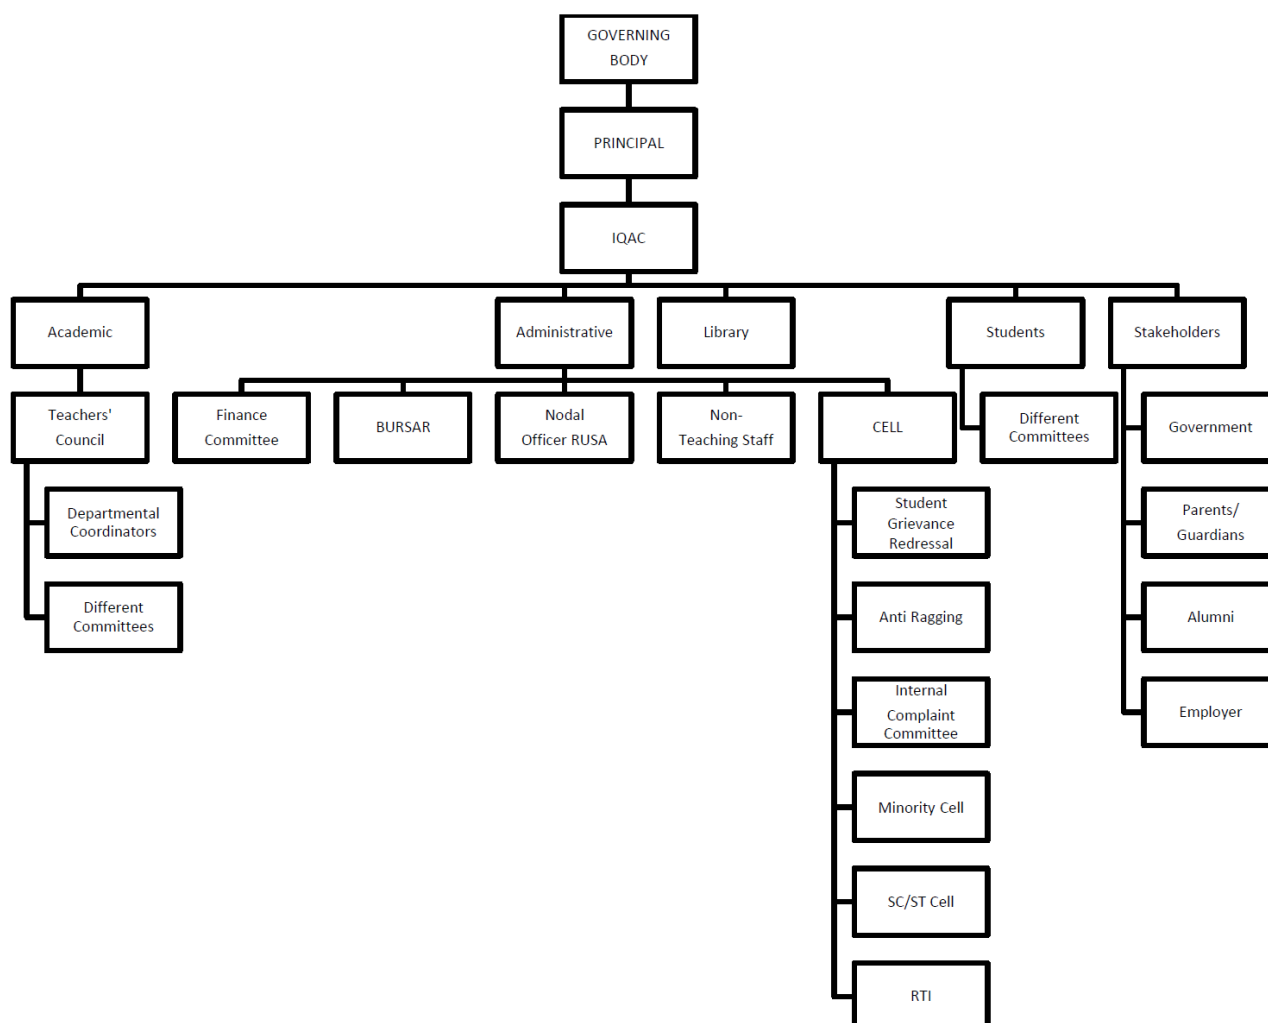 GOVERNING
BODY
PRINCIPAL
IQAC
Academic
Administrative
Library
Students
Stakeholders
Teachers'
Council
Finance
Committee
BURSAR
Nodal
Officer RUSA
Non-
Teaching Staff
CELL
Different
Committees
Government
Departmental
Coordinators
Student
Grievance
Redressal
Parents/
Guardians
Different
Committees
Anti Ragging
Alumni
Internal
Complaint
Committee
Employer
Minority Cell
SC/ST Cell
RTI